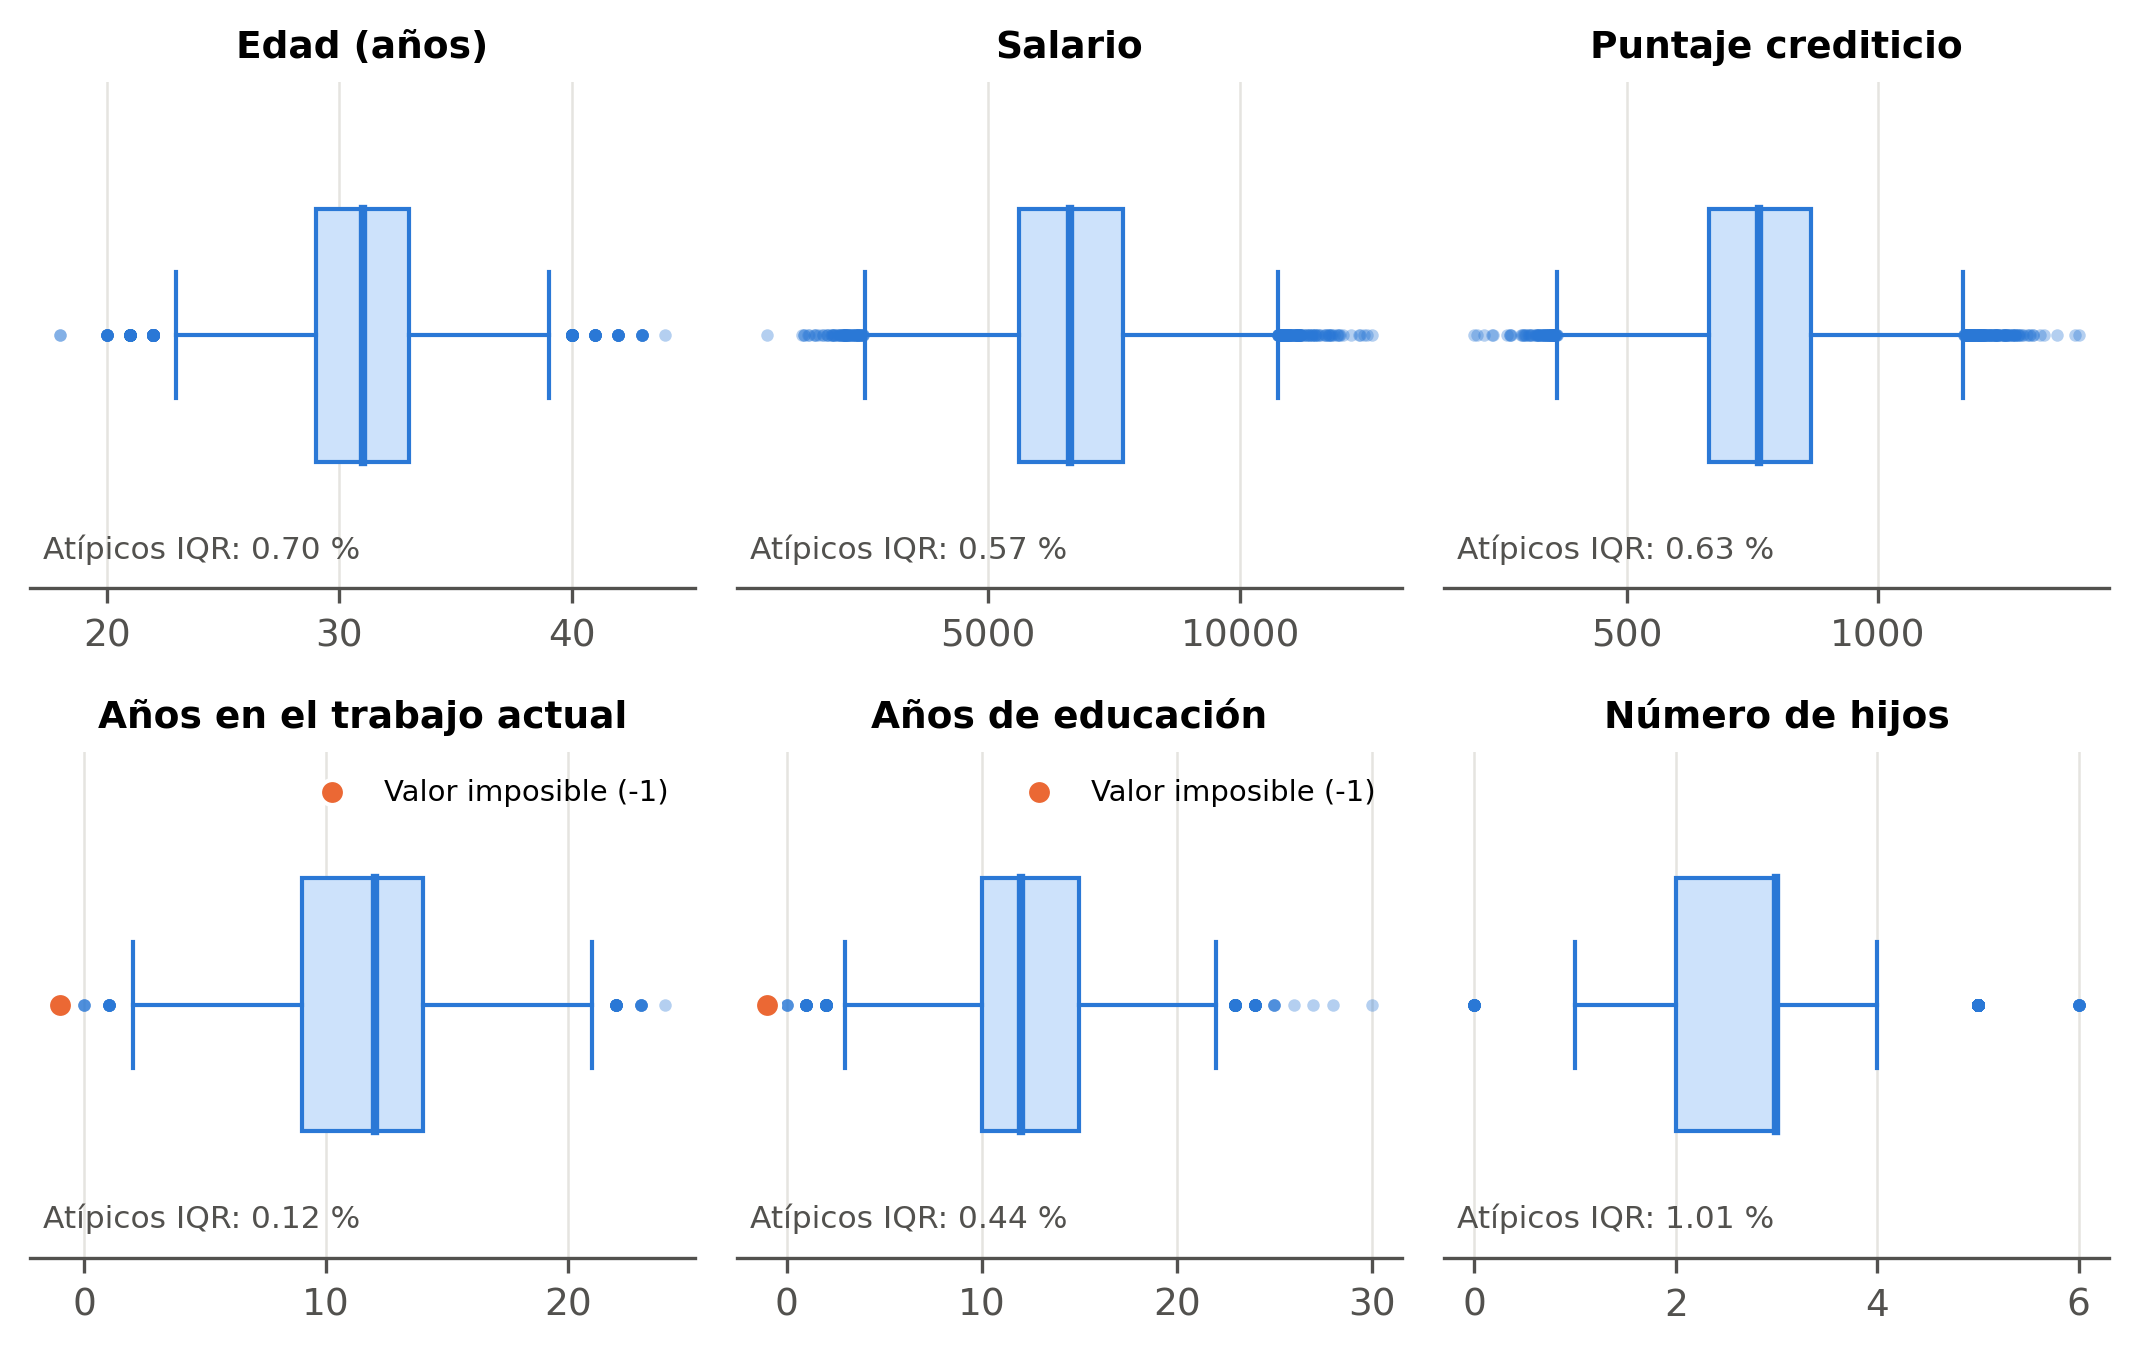 Edad (años)
Salario
Puntaje crediticio
Atípicos IQR: 0.70 %
Atípicos IQR: 0.57 %
Atípicos IQR: 0.63 %
20 30 40
5000 10000
500 1000
Años en el trabajo actual
Años de educación
Número de hijos
Valor imposible (-1)
Valor imposible (-1)
Atípicos IQR: 0.12 %
Atípicos IQR: 0.44 %
Atípicos IQR: 1.01 %
0 10 20
0 10 20 30
0 2 4 6